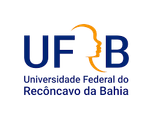 UFRB
Universidade Federal do
Recôncavo da Bahia